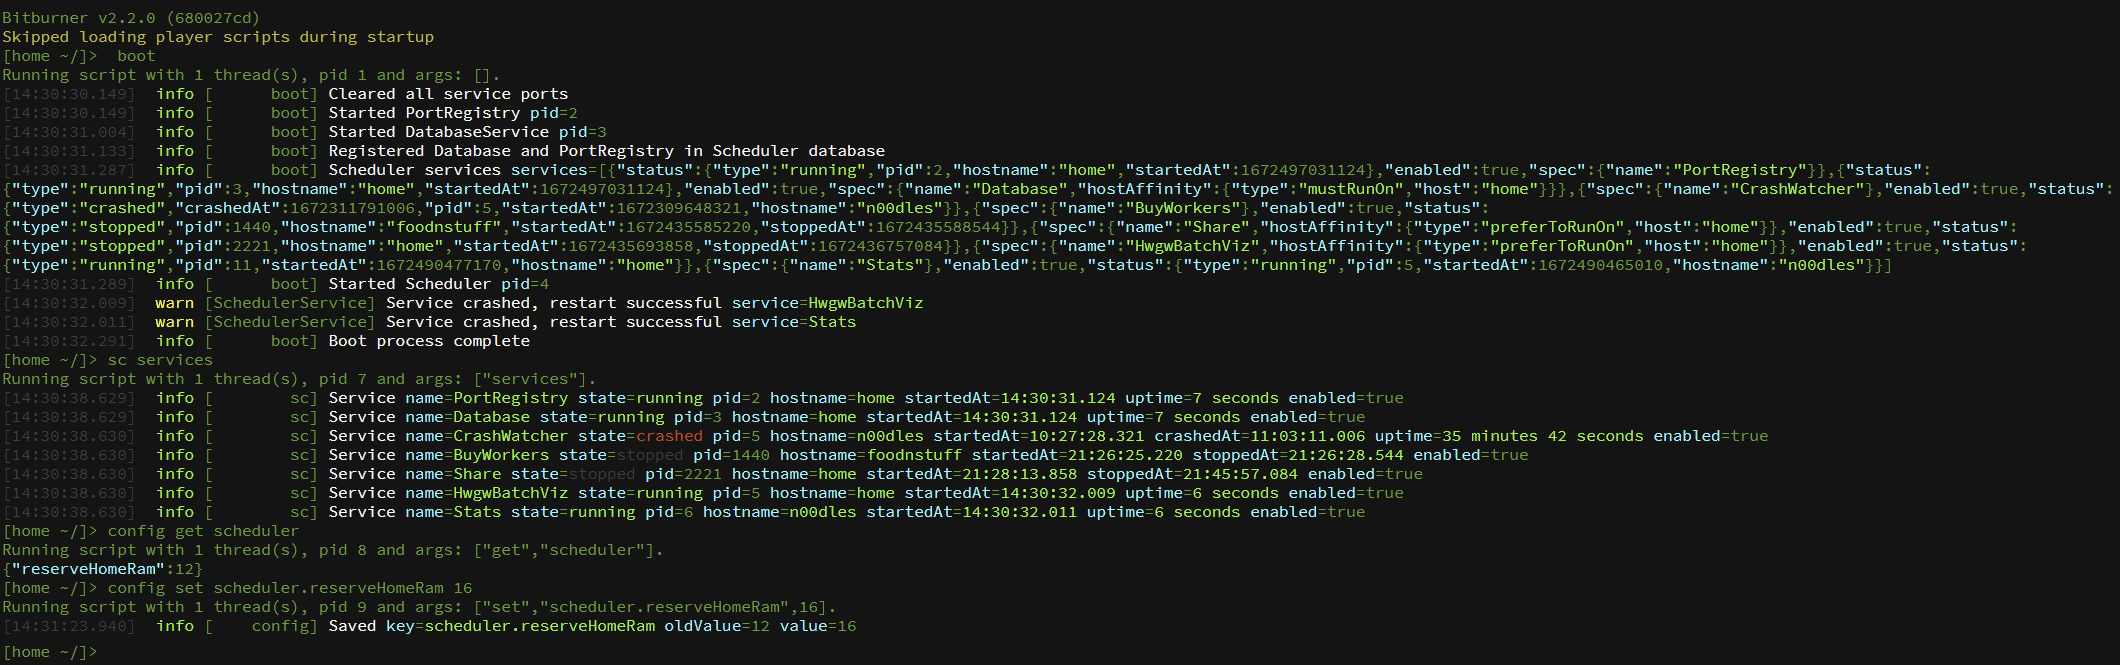 Bitburner v2.2.0 (680027cd)
Skipped loading player scripts during startup
[home ~/]>  boot
Running script with 1 thread(s), pid 1 and args: [].
[14:30:30.149]  info [      boot] Cleared all service ports
[14:30:30.149]  info [      boot] Started PortRegistry pid=2
[14:30:31.004]  info [      boot] Started DatabaseService pid=3
[14:30:31.133]  info [      boot] Registered Database and PortRegistry in Scheduler database
[14:30:31.287]  info [      boot] Scheduler services services=[{"status":{"type":"running","pid":2,"hostname":"home","startedAt":1672497031124},"enabled":true,"spec":{"name":"PortRegistry"}},{"status":
{"type":"running","pid":3,"hostname":"home","startedAt":1672497031124},"enabled":true,"spec":{"name":"Database","hostAffinity":{"type":"mustRunOn","host":"home"}}},{"spec":{"name":"CrashWatcher"},"enabled":true,"status":
{"type":"crashed","crashedAt":1672311791006,"pid":5,"startedAt":1672309648321,"hostname":"n00dles"}},{"spec":{"name":"BuyWorkers"},"enabled":true,"status":
{"type":"stopped","pid":1440,"hostname":"foodnstuff","startedAt":1672435585220,"stoppedAt":1672435588544}},{"spec":{"name":"Share","hostAffinity":{"type":"preferToRunOn","host":"home"}},"enabled":true,"status":
{"type":"stopped","pid":2221,"hostname":"home","startedAt":1672435693858,"stoppedAt":1672436757084}},{"spec":{"name":"HwgwBatchViz","hostAffinity":{"type":"preferToRunOn","host":"home"}},"enabled":true,"status":
{"type":"running","pid":11,"startedAt":1672490477170,"hostname":"home"}},{"spec":{"name":"Stats"},"enabled":true,"status":{"type":"running","pid":5,"startedAt":1672490465010,"hostname":"n00dles"}}]
[14:30:31.289]  info [      boot] Started Scheduler pid=4
[14:30:32.009]  warn [SchedulerService] Service crashed, restart successful service=HwgwBatchViz
[14:30:32.011]  warn [SchedulerService] Service crashed, restart successful service=Stats
[14:30:32.291]  info [      boot] Boot process complete
[home ~/]> sc services
Running script with 1 thread(s), pid 7 and args: ["services"].
[14:30:38.629]  info [        sc] Service name=PortRegistry state=running pid=2 hostname=home startedAt=14:30:31.124 uptime=7 seconds enabled=true
[14:30:38.629]  info [        sc] Service name=Database state=running pid=3 hostname=home startedAt=14:30:31.124 uptime=7 seconds enabled=true
[14:30:38.630]  info [        sc] Service name=CrashWatcher state=crashed pid=5 hostname=n00dles startedAt=10:27:28.321 crashedAt=11:03:11.006 uptime=35 minutes 42 seconds enabled=true
[14:30:38.630]  info [        sc] Service name=BuyWorkers state=stopped pid=1440 hostname=foodnstuff startedAt=21:26:25.220 stoppedAt=21:26:28.544 enabled=true
[14:30:38.630]  info [        sc] Service name=Share state=stopped pid=2221 hostname=home startedAt=21:28:13.858 stoppedAt=21:45:57.084 enabled=true
[14:30:38.630]  info [        sc] Service name=HwgwBatchViz state=running pid=5 hostname=home startedAt=14:30:32.009 uptime=6 seconds enabled=true
[14:30:38.630]  info [        sc] Service name=Stats state=running pid=6 hostname=n00dles startedAt=14:30:32.011 uptime=6 seconds enabled=true
[home ~/]> config get scheduler
Running script with 1 thread(s), pid 8 and args: ["get","scheduler"].
{"reserveHomeRam":12}
[home ~/]> config set scheduler.reserveHomeRam 16
Running script with 1 thread(s), pid 9 and args: ["set","scheduler.reserveHomeRam",16].
[14:31:23.940]  info [    config] Saved key=scheduler.reserveHomeRam oldValue=12 value=16
[home ~/]>